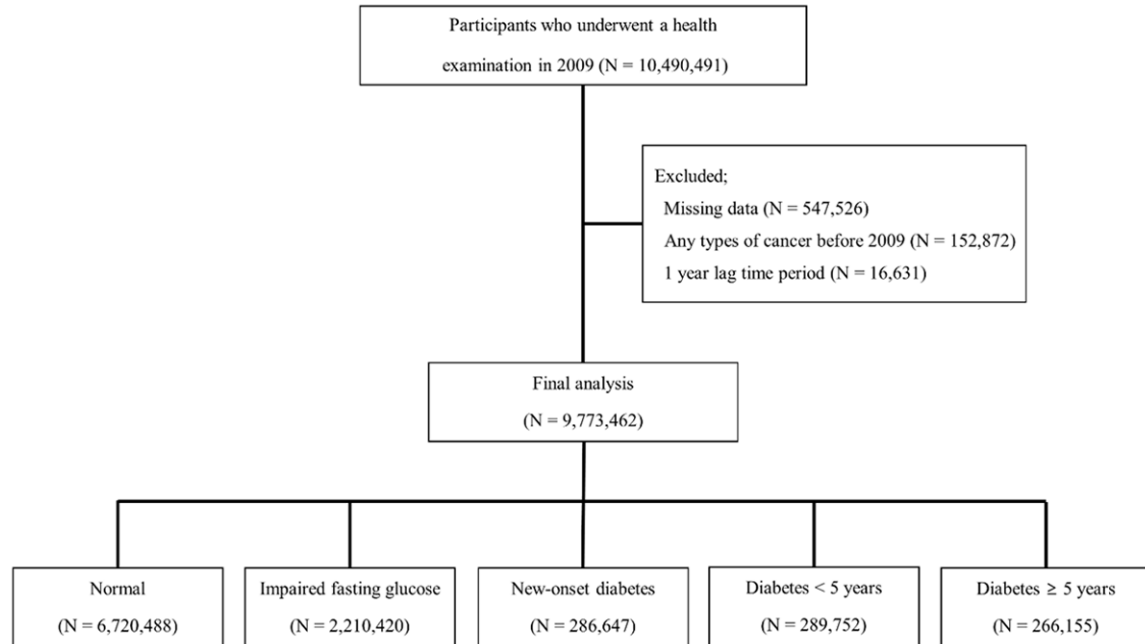 Participants who underwent a health
examination in 2009 (N = 10,490,491)
Excluded;
Missing data (N = 547,526)
Any types of cancer before 2009 (N = 152,872)
1 year lag time period (N = 16,631)
Final analysis
(N = 9,773,462)
Normal
(N = 6,720,488)
Impaired fasting glucose
(N = 2,210,420)
New-onset diabetes
(N = 286,647)
Diabetes < 5 years
(N = 289,752)
Diabetes ≥ 5 years
(N = 266,155)